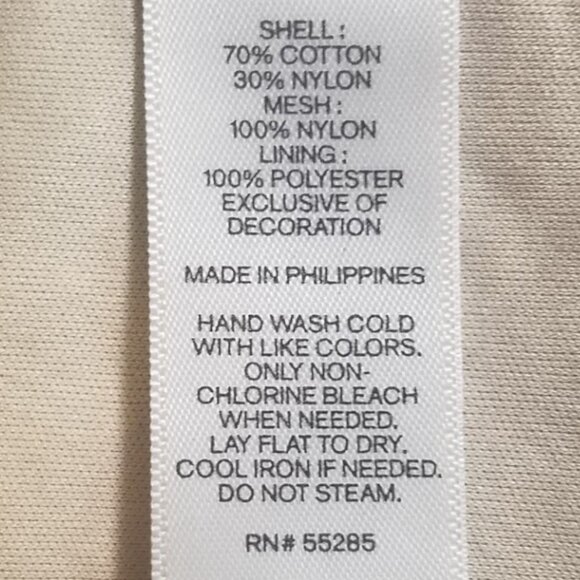 SHELL:
70% COTTON
30% NYLON
MESH:
100% NYLON
LINING:
100% POLYESTER
EXCLUSIVE OF
DECORATION
MADE IN PHILIPPINES
HAND WASH COLD
WITH LIKE COLORS.
ONLY NON-
CHLORINE BLEACH
WHEN NEEDED.
LAY FLAT TO DRY.
COOL IRON IF NEEDED.
DO NOT STEAM.
RN# 55285